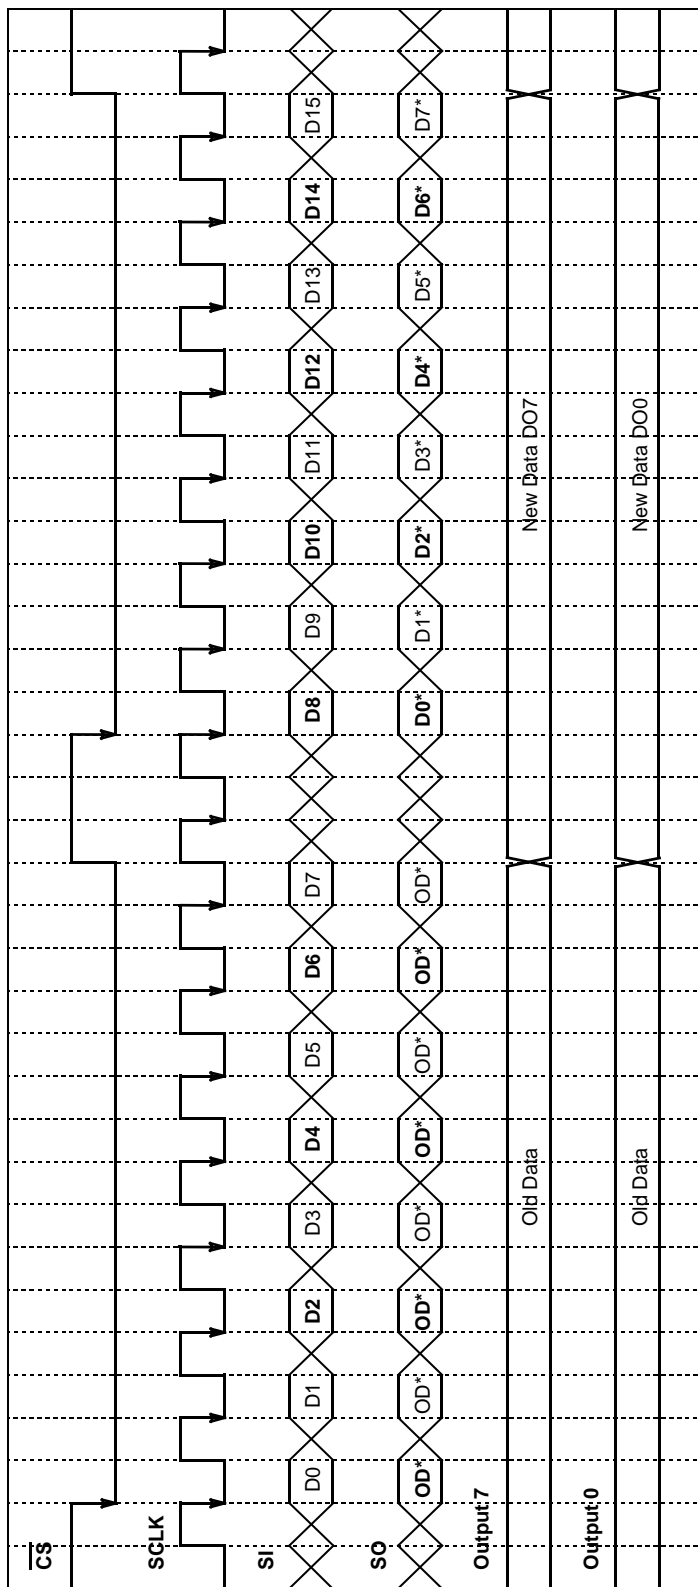 CS
SCLK
SI D0 D1 D2 D3 D4 D5 D6 D7 D8 D9 D10 D11 D12 D13 D14 D15
SO OD* OD* OD* OD* OD* OD* OD* OD* D0* D1* D2* D3* D4* D5* D6* D7*
Output 7 Old Data New Data DO7
Output 0 Old Data New Data DO0